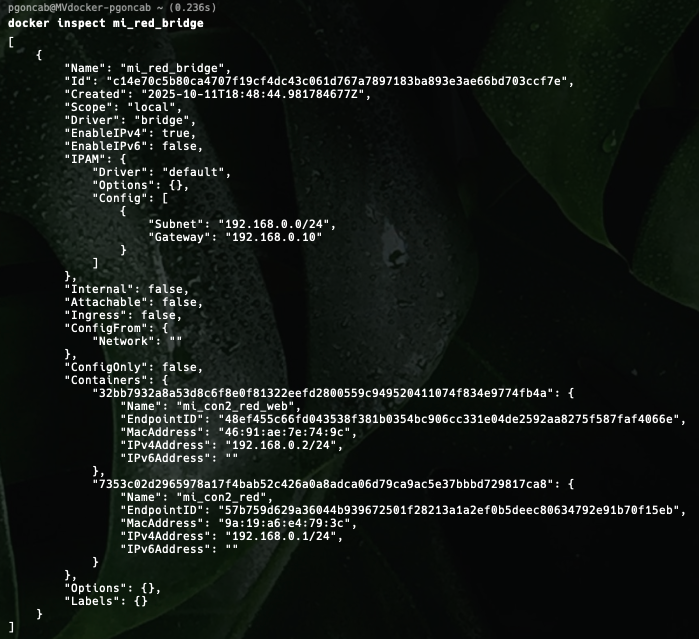 pgoncab@MVdocker-pgoncab ~ (0.236s)
docker inspect mi_red_bridge
[
    {
        "Name": "mi_red_bridge",
        "Id": "c14e70c5b80ca4707f19cf4dc43c061d767a7897183ba893e3ae66bd703ccf7e",
        "Created": "2025-10-11T18:48:44.981784677Z",
        "Scope": "local",
        "Driver": "bridge",
        "EnableIPv4": true,
        "EnableIPv6": false,
        "IPAM": {
            "Driver": "default",
            "Options": {},
            "Config": [
                {
                    "Subnet": "192.168.0.0/24",
                    "Gateway": "192.168.0.10"
                }
            ]
        },
        "Internal": false,
        "Attachable": false,
        "Ingress": false,
        "ConfigFrom": {
            "Network": ""
        },
        "ConfigOnly": false,
        "Containers": {
            "32bb7932a8a53d8c6f8e0f81322eefd2800559c949520411074f834e9774fb4a": {
                "Name": "mi_con2_red_web",
                "EndpointID": "48ef455c66fd043538f381b0354bc906cc331e04de2592aa8275f587faf4066e",
                "MacAddress": "46:91:ae:7e:74:9c",
                "IPv4Address": "192.168.0.2/24",
                "IPv6Address": ""
            },
            "7353c02d2965978a17f4bab52c426a0a8adca06d79ca9ac5e37bbbd729817ca8": {
                "Name": "mi_con2_red",
                "EndpointID": "57b759d629a36044b939672501f28213a1a2ef0b5deec80634792e91b70f15eb",
                "MacAddress": "9a:19:a6:e4:79:3c",
                "IPv4Address": "192.168.0.1/24",
                "IPv6Address": ""
            }
        },
        "Options": {},
        "Labels": {}
    }
]